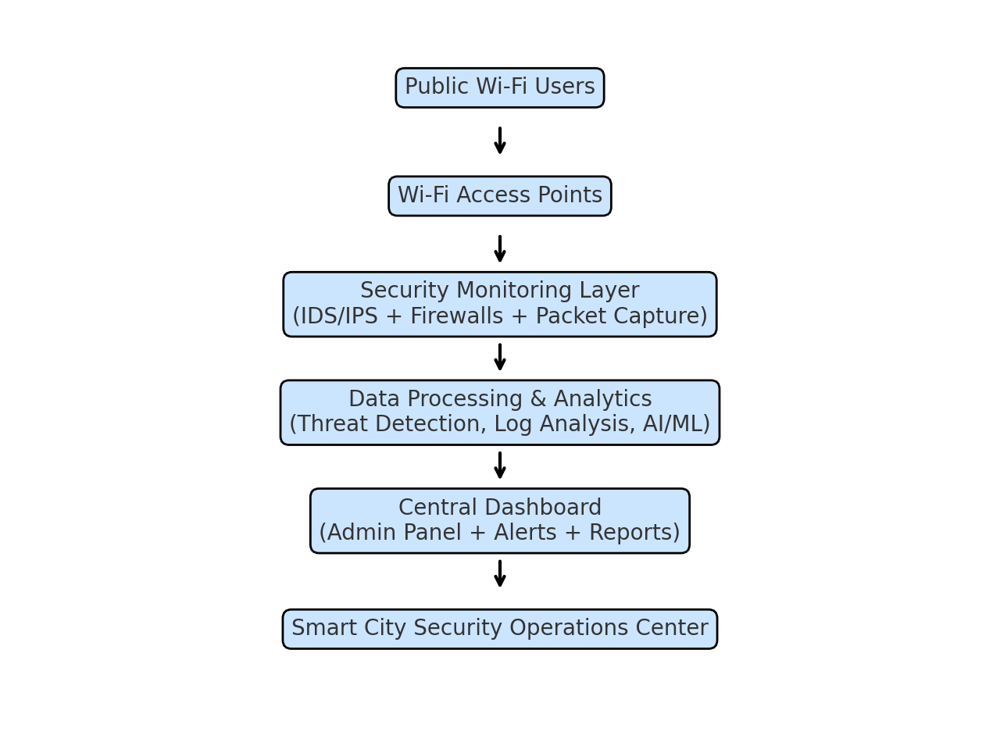 Public Wi-Fi Users
Wi-Fi Access Points
Security Monitoring Layer
(IDS/IPS + Firewalls + Packet Capture)
Data Processing & Analytics
(Threat Detection, Log Analysis, AI/ML)
Central Dashboard
(Admin Panel + Alerts + Reports)
Smart City Security Operations Center